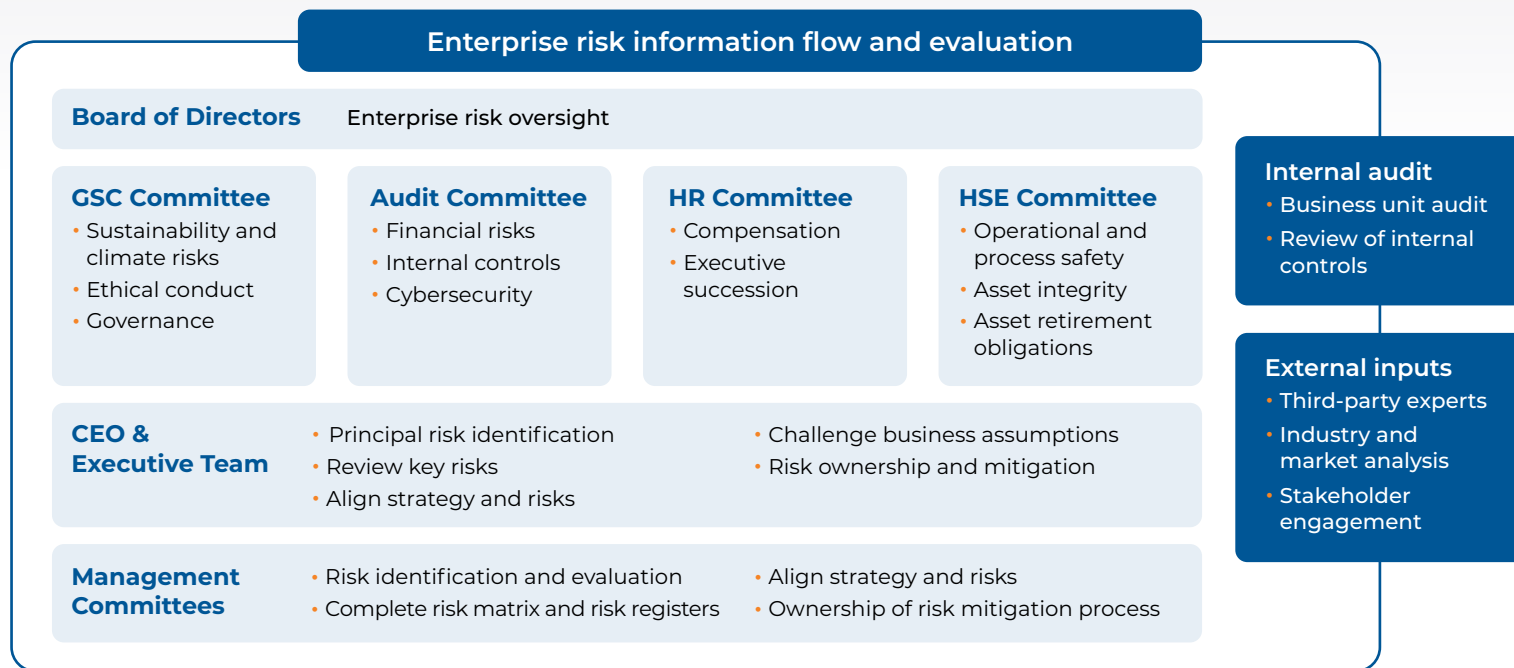 Enterprise risk information flow and evaluation
Board of Directors Enterprise risk oversight
GSC Committee
• Sustainability and
climate risks
• Ethical conduct
• Governance
Audit Committee
• Financial risks
• Internal controls
• Cybersecurity
HR Committee
• Compensation
• Executive
succession
HSE Committee
• Operational and
process safety
• Asset integrity
• Asset retirement
obligations
CEO &
Executive Team
• Principal risk identification
• Review key risks
• Align strategy and risks
• Challenge business assumptions
• Risk ownership and mitigation
Management
Committees
• Risk identification and evaluation
• Complete risk matrix and risk registers
• Align strategy and risks
• Ownership of risk mitigation process
Internal audit
• Business unit audit
• Review of internal
controls
External inputs
• Third-party experts
• Industry and
market analysis
• Stakeholder
engagement